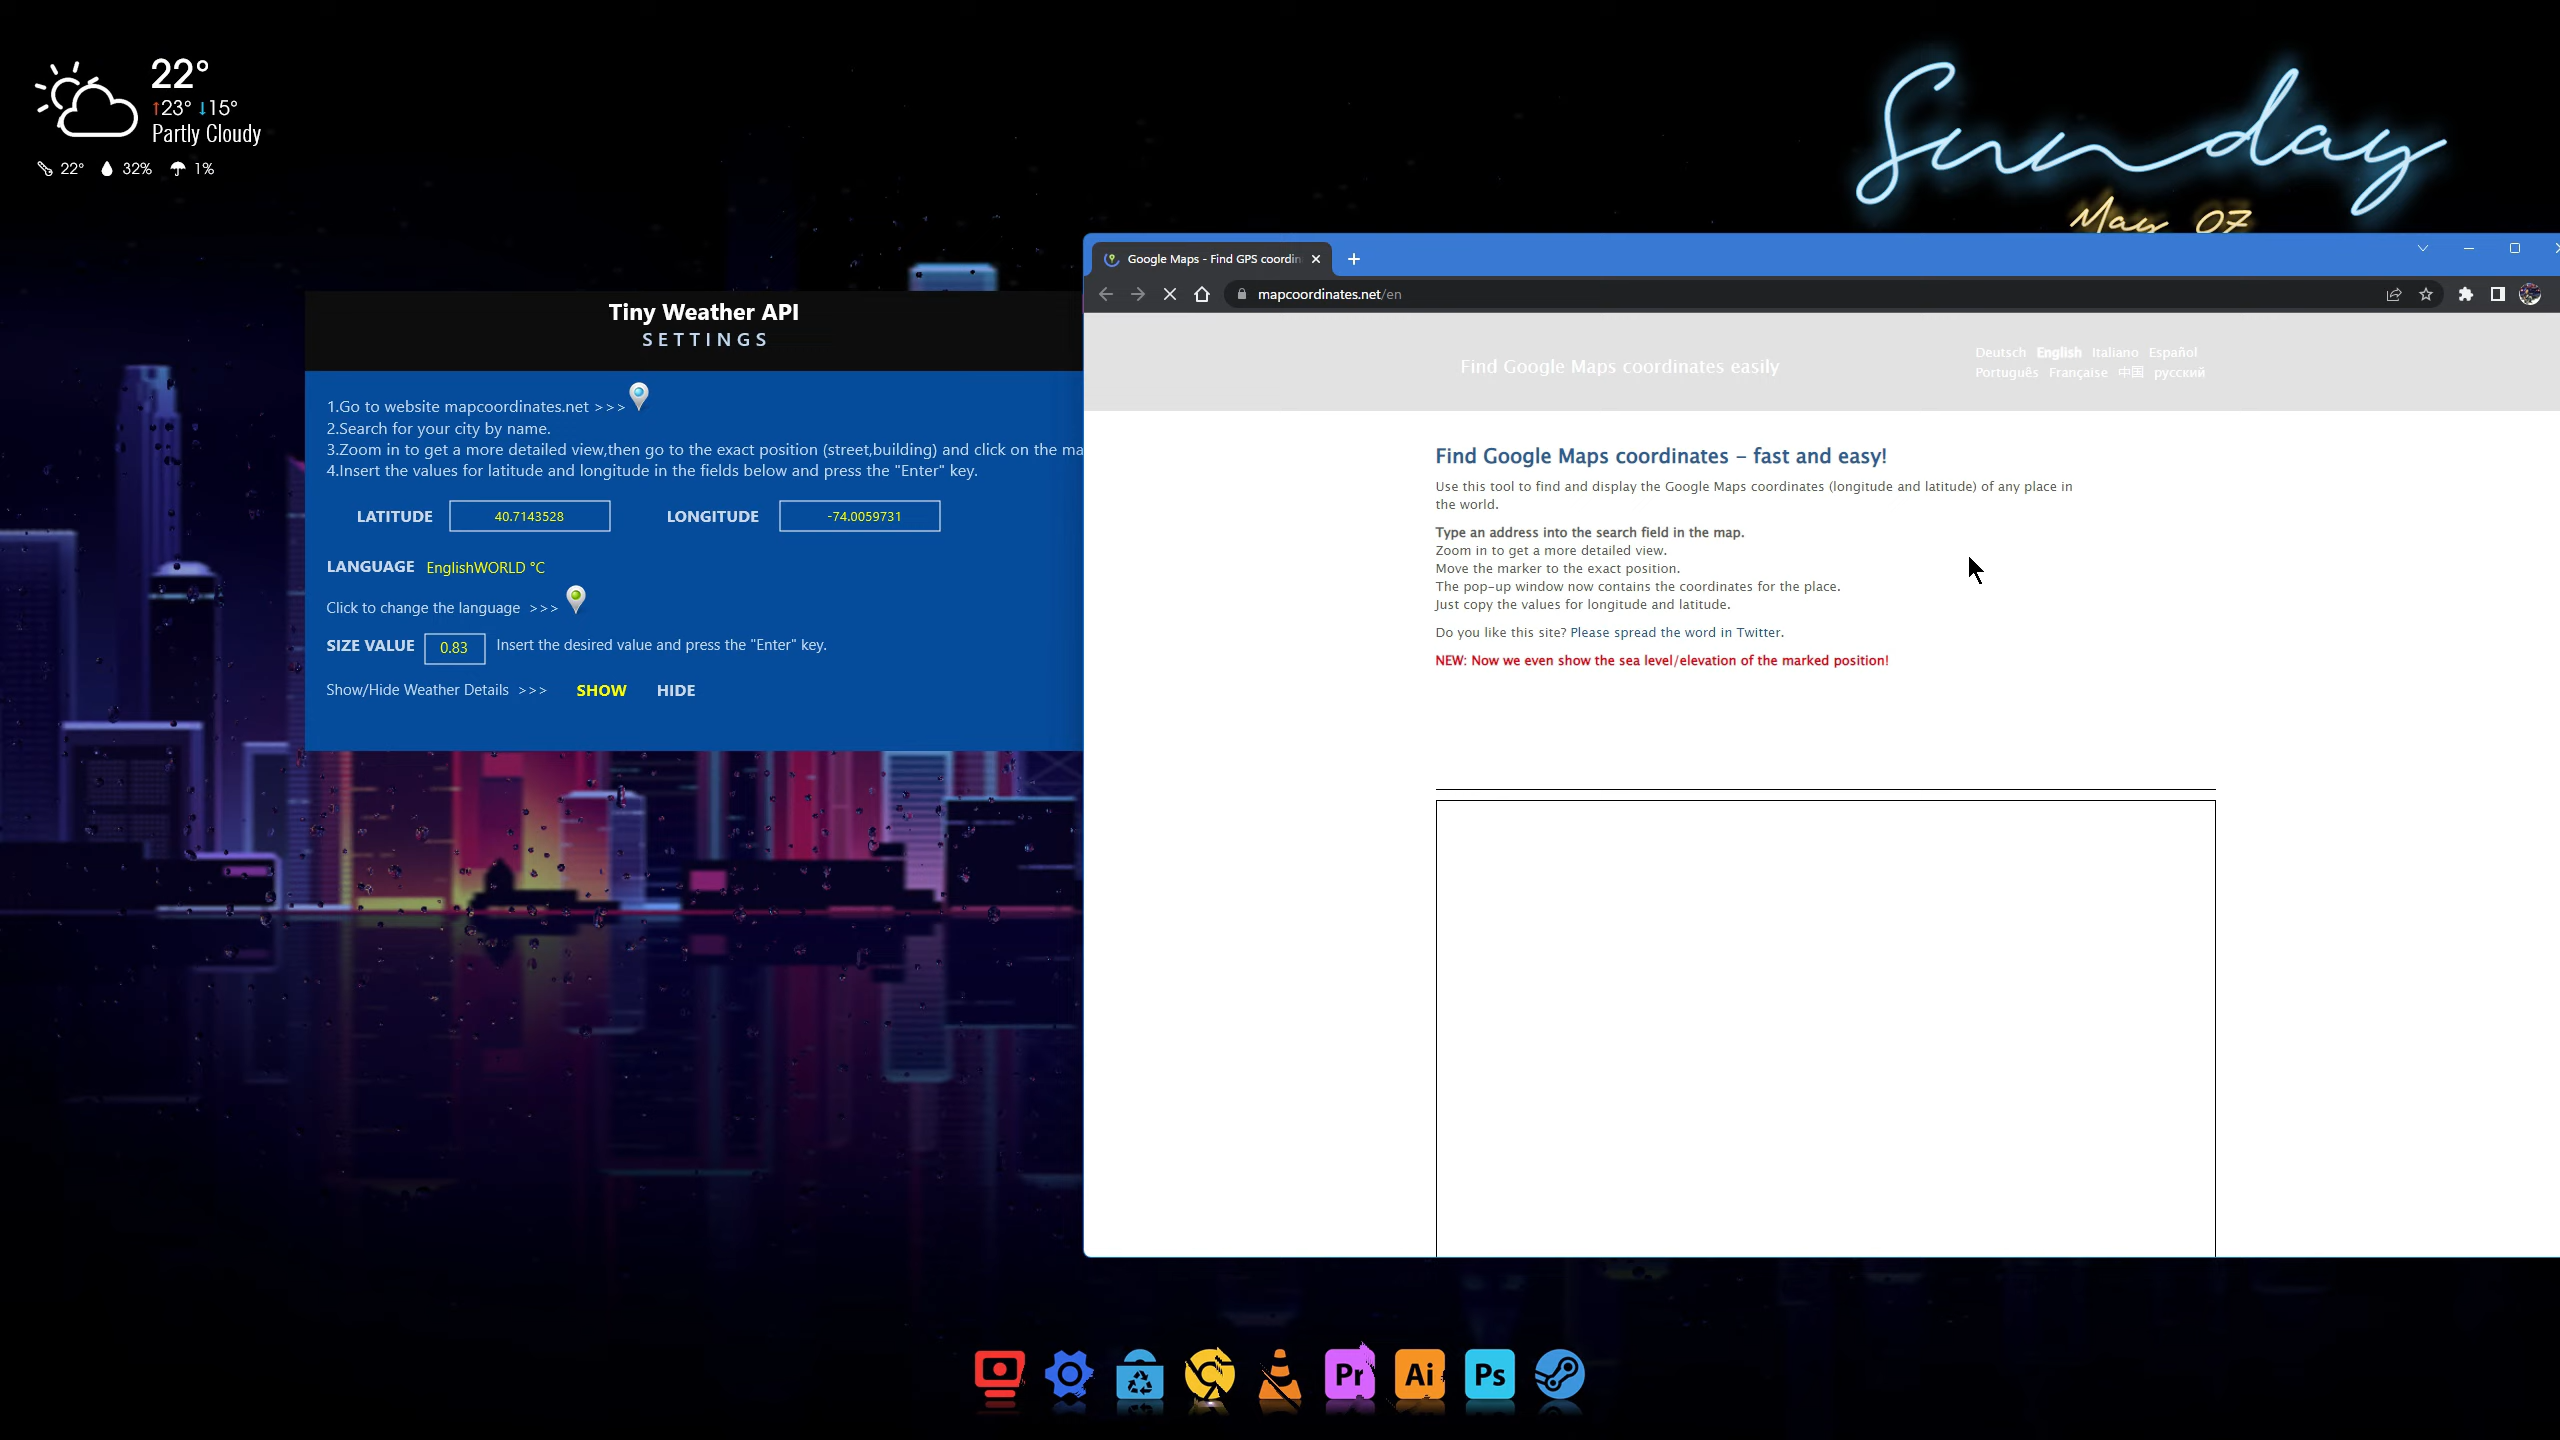 22°
↑23° ↓15°
Partly Cloudy
22° 32% 1%
Sunday
May 07
Google Maps - Find GPS coordin
mapcoordinates.net/en
Tiny Weather API
SETTINGS
1.Go to website mapcoordinates.net >>>
2.Search for your city by name.
3.Zoom in to get a more detailed view,then go to the exact position (street,building) and click on the ma
4.Insert the values for latitude and longitude in the fields below and press the "Enter" key.
LATITUDE 40.7143528 LONGITUDE -74.0059731
LANGUAGE EnglishWORLD °C
Click to change the language >>>
SIZE VALUE 0.83 Insert the desired value and press the "Enter" key.
Show/Hide Weather Details >>> SHOW HIDE
Find Google Maps coordinates easily
Deutsch English Italiano Español
Português Française 中国 русский
Find Google Maps coordinates - fast and easy!
Use this tool to find and display the Google Maps coordinates (longitude and latitude) of any place in
the world.
Type an address into the search field in the map.
Zoom in to get a more detailed view.
Move the marker to the exact position.
The pop-up window now contains the coordinates for the place.
Just copy the values for longitude and latitude.
Do you like this site? Please spread the word in Twitter.
NEW: Now we even show the sea level/elevation of the marked position!
Pr Ai Ps